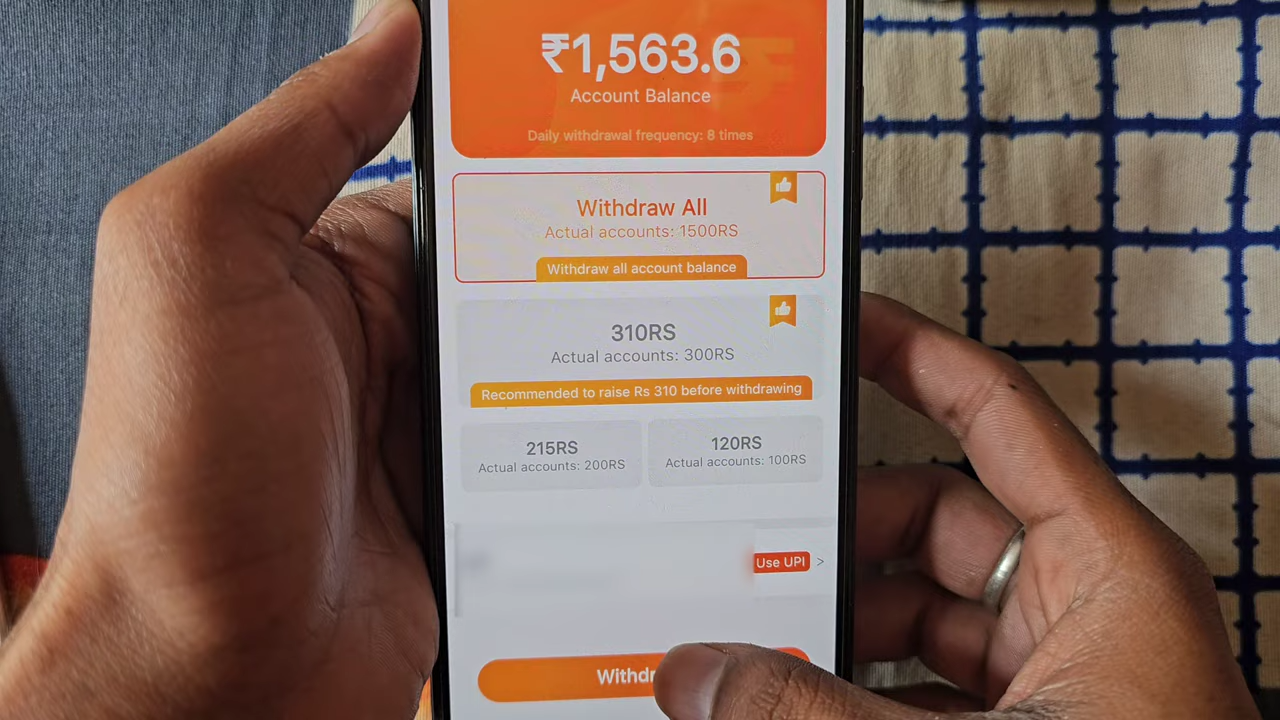 ₹1,563.6
Account Balance
Daily withdrawal frequency: 8 times
Withdraw All
Actual accounts: 1500RS
Withdraw all account balance
310RS
Actual accounts: 300RS
Recommended to raise Rs 310 before withdrawing
215RS
Actual accounts: 200RS
120RS
Actual accounts: 100RS
Use UPI >
Withdr